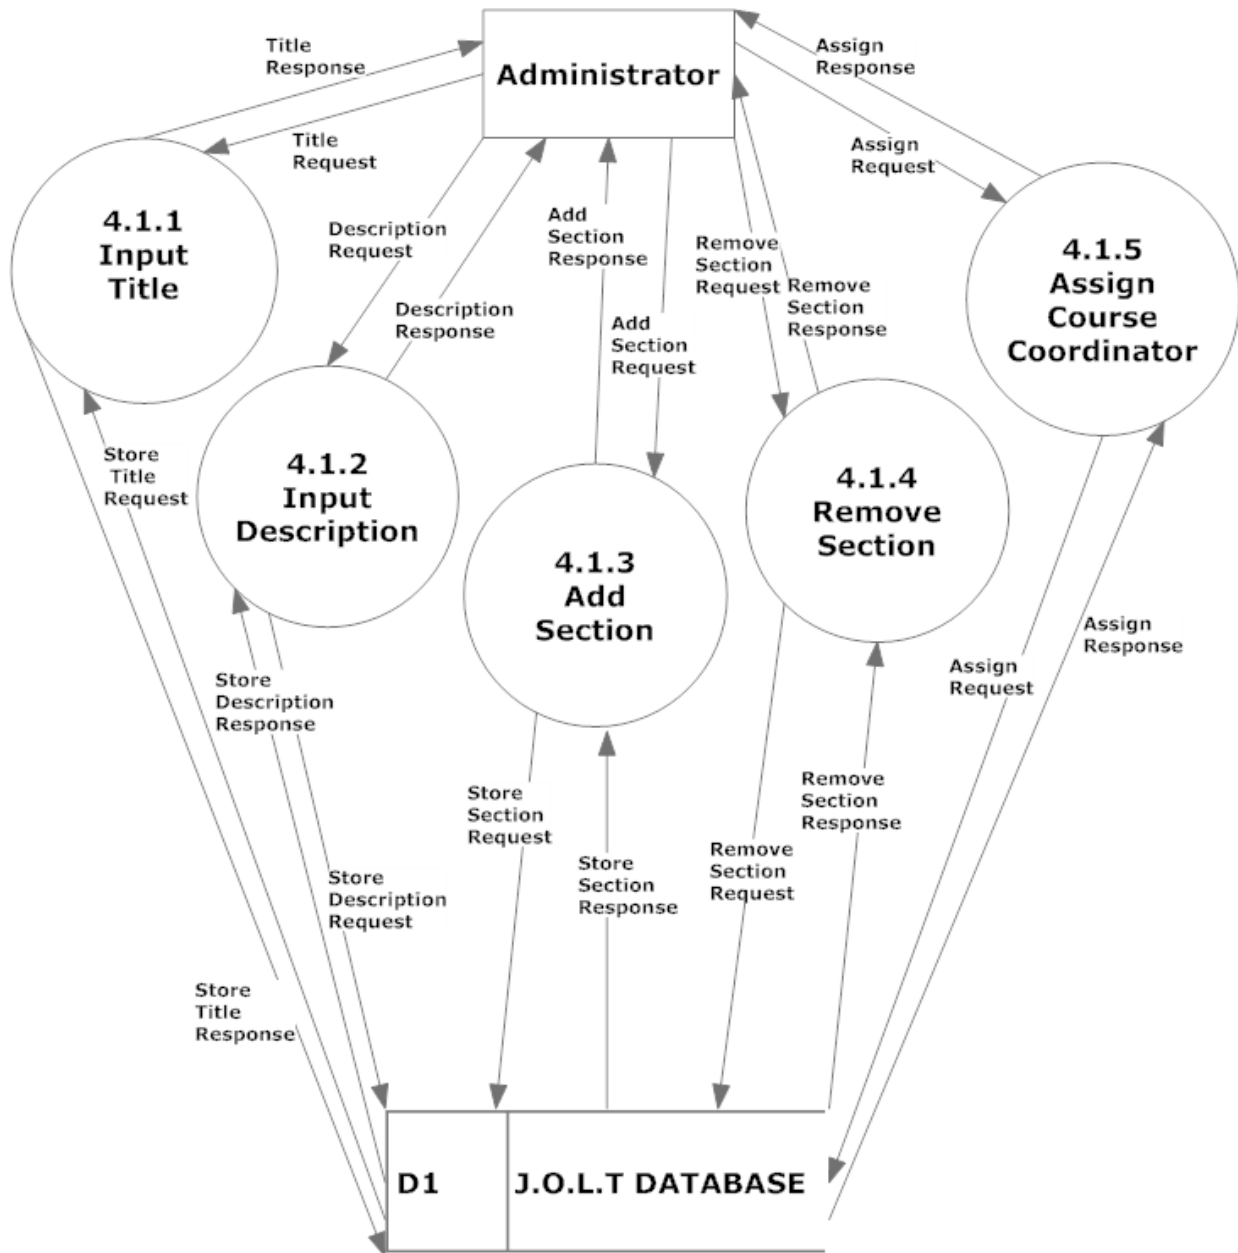 Title
Response
Administrator
Assign
Response
Title
Request
Assign
Request
4.1.1
Input
Title
Description
Request
Add
Section
Response
Remove
Section
Request
Remove
Section
Response
4.1.5
Assign
Course
Coordinator
Description
Response
Add
Section
Request
Store
Title
Request
4.1.2
Input
Description
4.1.3
Add
Section
4.1.4
Remove
Section
Assign
Response
Assign
Request
Store
Description
Response
Store
Section
Request
Remove
Section
Response
Store
Description
Request
Store
Section
Response
Remove
Section
Request
Store
Title
Response
D1
J.O.L.T DATABASE